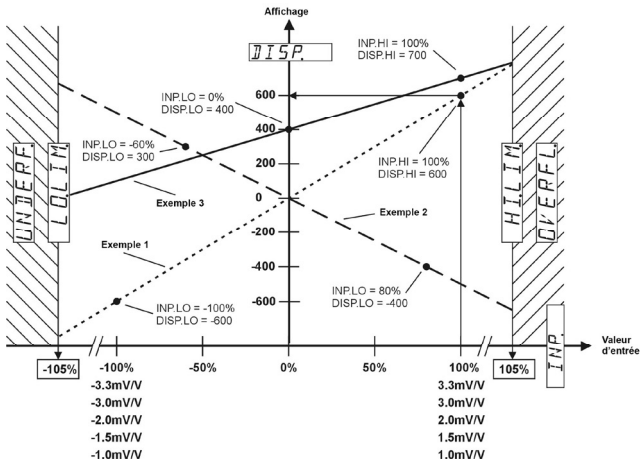 Affichage
DISP.
INP.HI = 100%
DISP.HI = 700
INP.LO = 0%
DISP.LO = 400
INP.LO = -60%
DISP.LO = 300
INP.HI = 100%
DISP.HI = 600
600
400
200
0
-200
-400
-600
UNDERF.
LO.LIM.
HI.LIM.
OVERFL.
Exemple 3
Exemple 2
Exemple 1
INP.LO = -100%
DISP.LO = -600
INP.LO = 80%
DISP.LO = -400
INP.
Valeur
d'entrée
-105%
-100%
-50%
0%
50%
100%
105%
-3.3mV/V
3.3mV/V
-3.0mV/V
3.0mV/V
-2.0mV/V
2.0mV/V
-1.5mV/V
1.5mV/V
-1.0mV/V
1.0mV/V